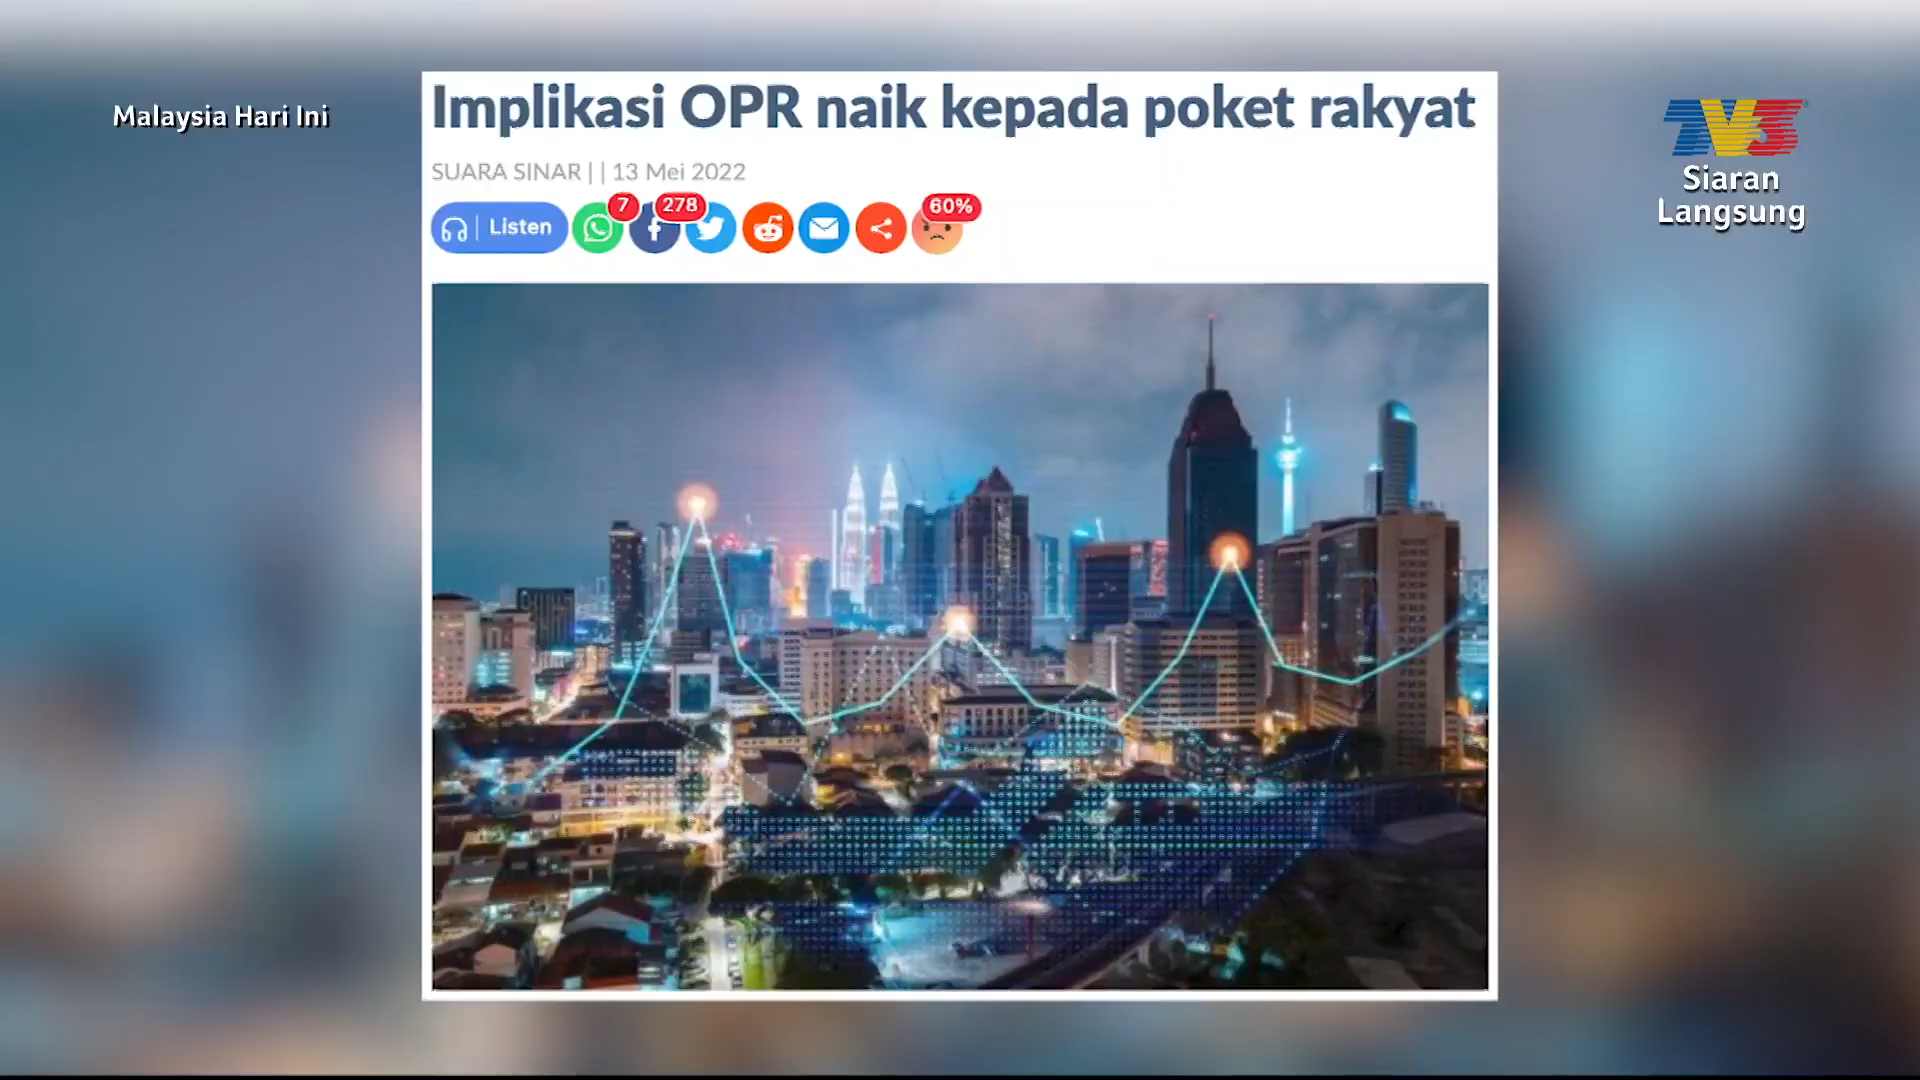 Malaysia Hari Ini
Implikasi OPR naik kepada poket rakyat
SUARA SINAR | | 13 Mei 2022
Listen
7
278
60%
TV3
Siaran
Langsung